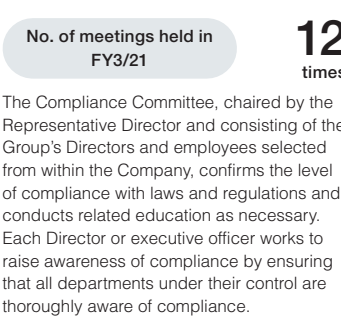 No. of meetings held in
FY3/21
12
times
The Compliance Committee, chaired by the
Representative Director and consisting of the
Group's Directors and employees selected
from within the Company, confirms the level
of compliance with laws and regulations and
conducts related education as necessary.
Each Director or executive officer works to
raise awareness of compliance by ensuring
that all departments under their control are
thoroughly aware of compliance.